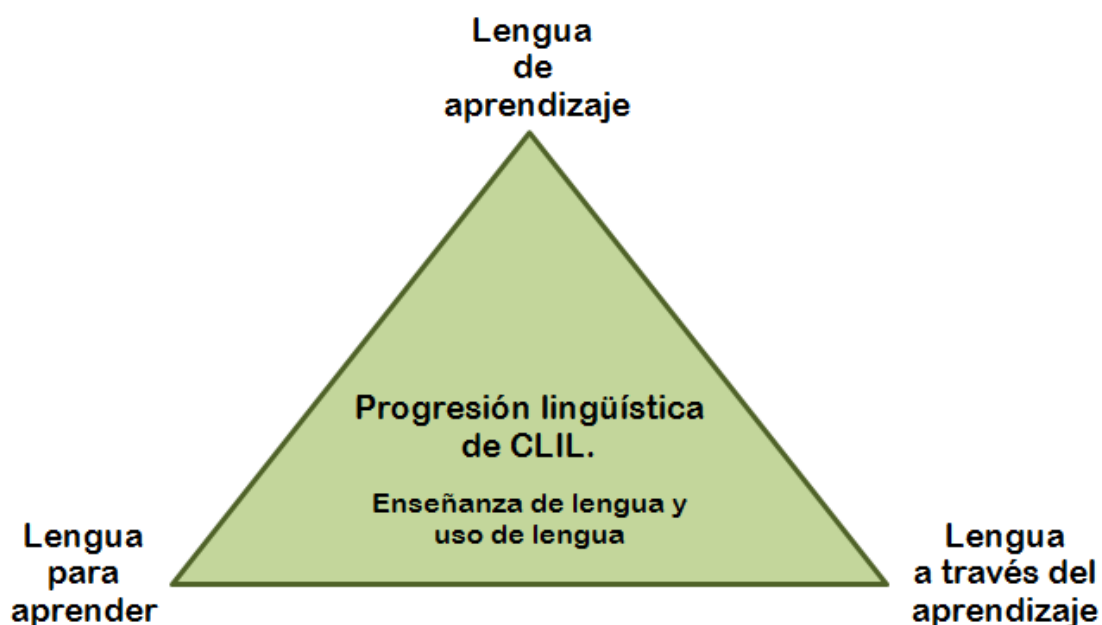 Lengua
de
aprendizaje
Progresión lingüística
de CLIL.
Enseñanza de lengua y
uso de lengua
Lengua
para
aprender
Lengua
a través del
aprendizaje